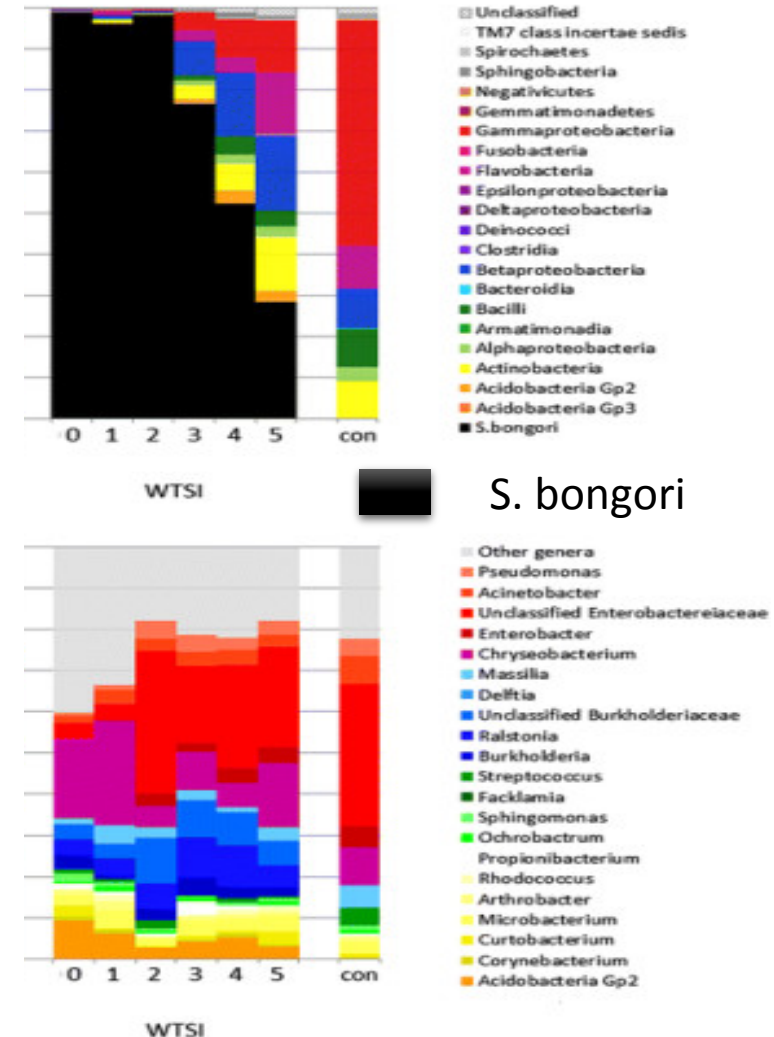 Unclassified
TM7 class incertae sedis
Spirochaetes
Sphingobacteria
Negativicutes
Gemmatimonadetes
Gammaproteobacteria
Fusobacteria
Flavobacteria
Epsilonproteobacteria
Deltaproteobacteria
Deinococci
Clostridia
Betaproteobacteria
Bacteroidia
Bacilli
Armatimonadia
Alphaproteobacteria
Actinobacteria
Acidobacteria Gp2
Acidobacteria Gp3
S.bongori
0 1 2 3 4 5 con
WTSI
S. bongori
Other genera
Pseudomonas
Acinetobacter
Unclassified Enterobactereiaceae
Enterobacter
Chryseobacterium
Massilia
Delftia
Unclassified Burkholderiaceae
Ralstonia
Burkholderia
Streptococcus
Facklamia
Sphingomonas
Ochrobactrum
Propionibacterium
Rhodococcus
Arthrobacter
Microbacterium
Curtobacterium
Corynebacterium
Acidobacteria Gp2
0 1 2 3 4 5 con
WTSI